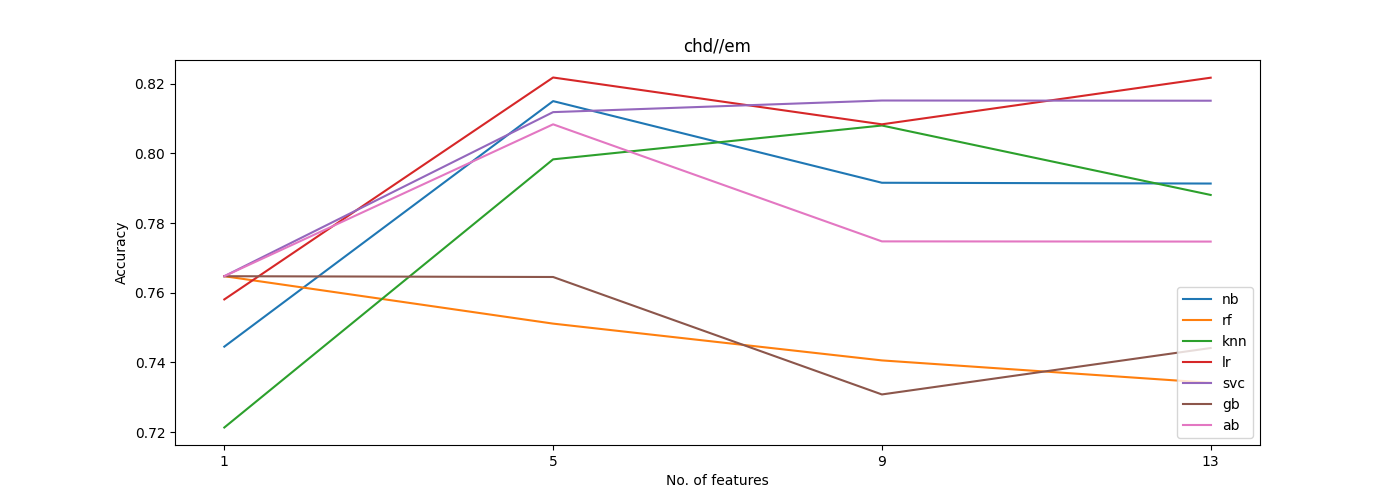 chd//em
Accuracy
0.82
0.80
0.78
0.76
0.74
0.72
1
5
9
13
No. of features
nb
rf
knn
lr
svc
gb
ab